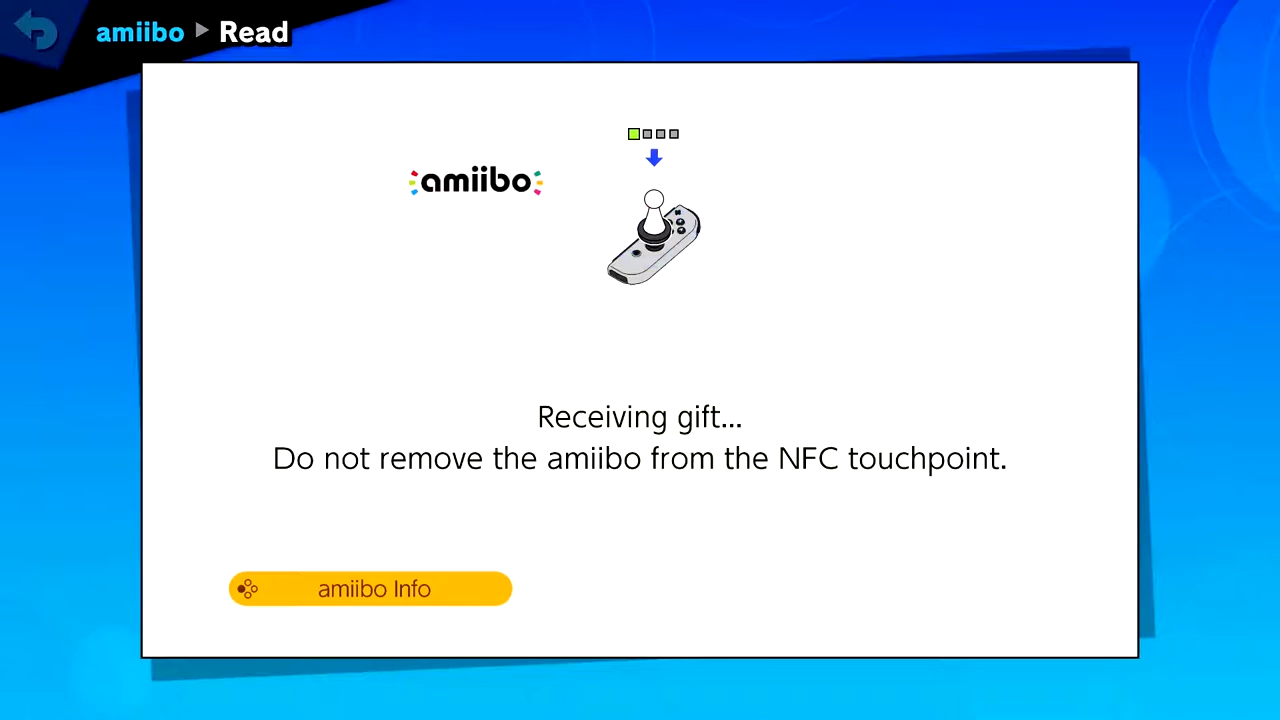 amiibo ▶ Read
amiibo
Receiving gift...
Do not remove the amiibo from the NFC touchpoint.
amiibo Info